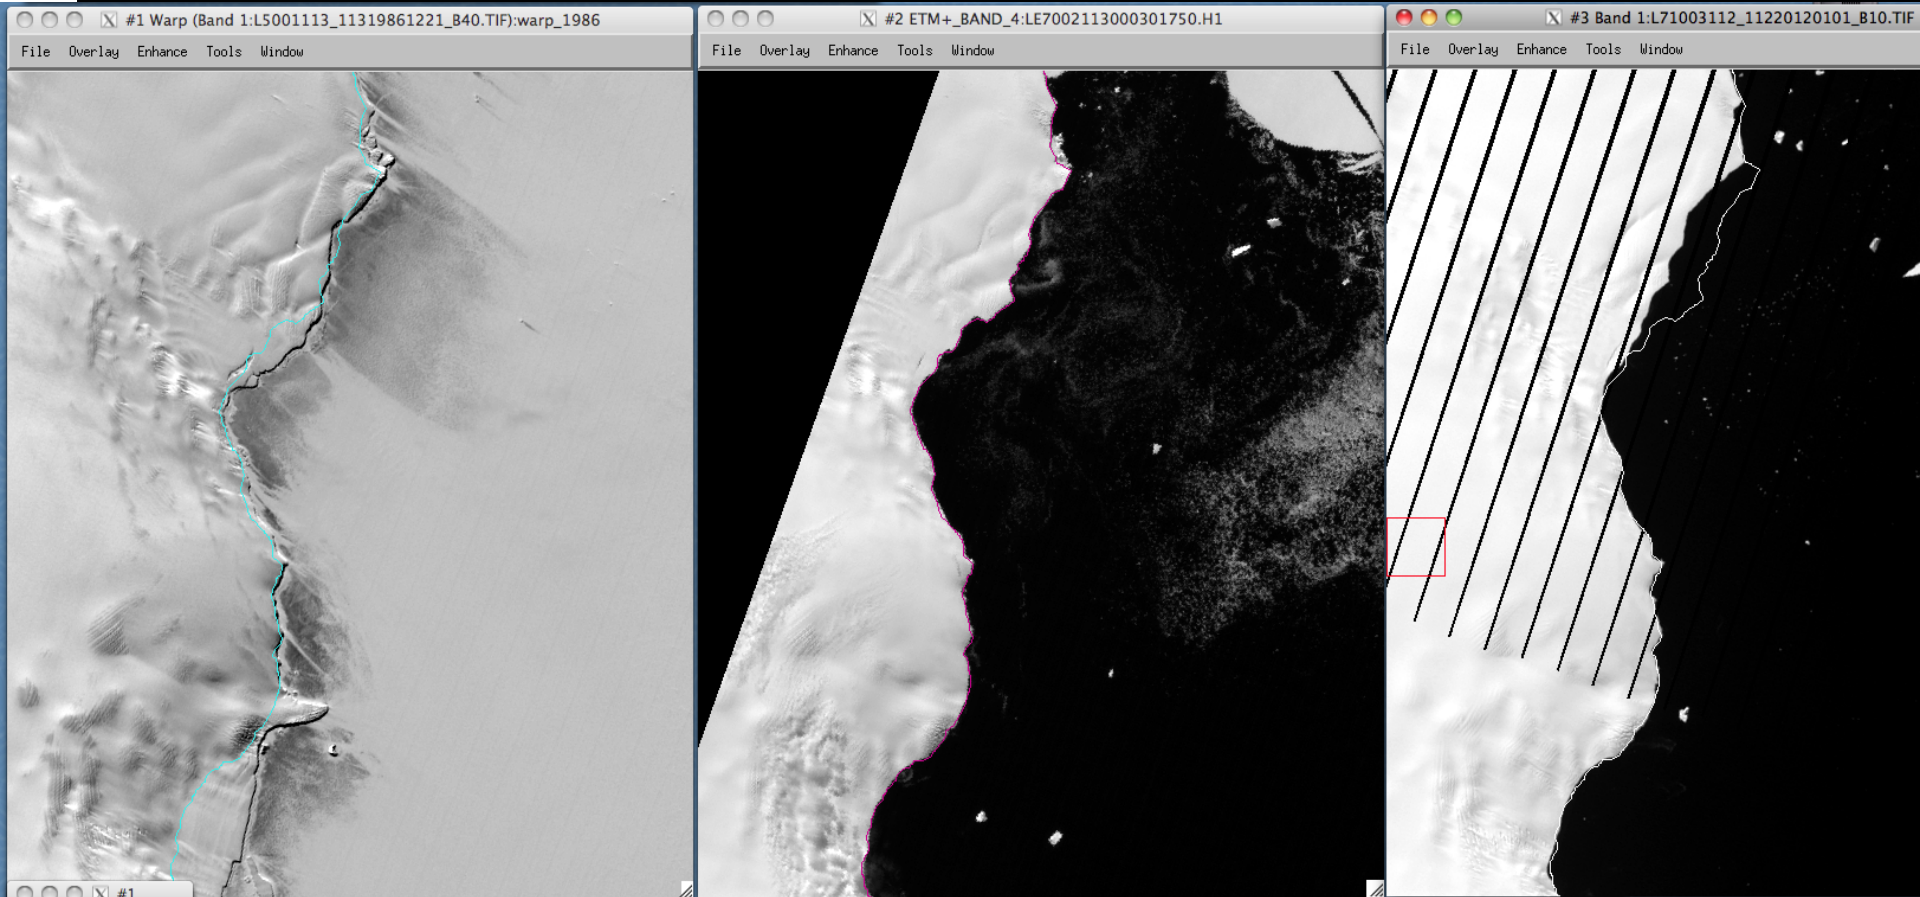 #1 Warp (Band 1:L5001113_11319861221_B40.TIF):warp_1986
File Overlay Enhance Tools Window
#2 ETM+_BAND_4:LE7002113000301750.H1
File Overlay Enhance Tools Window
#3 Band 1:L71003112_11220120101_B10.TIF
File Overlay Enhance Tools Window
#1